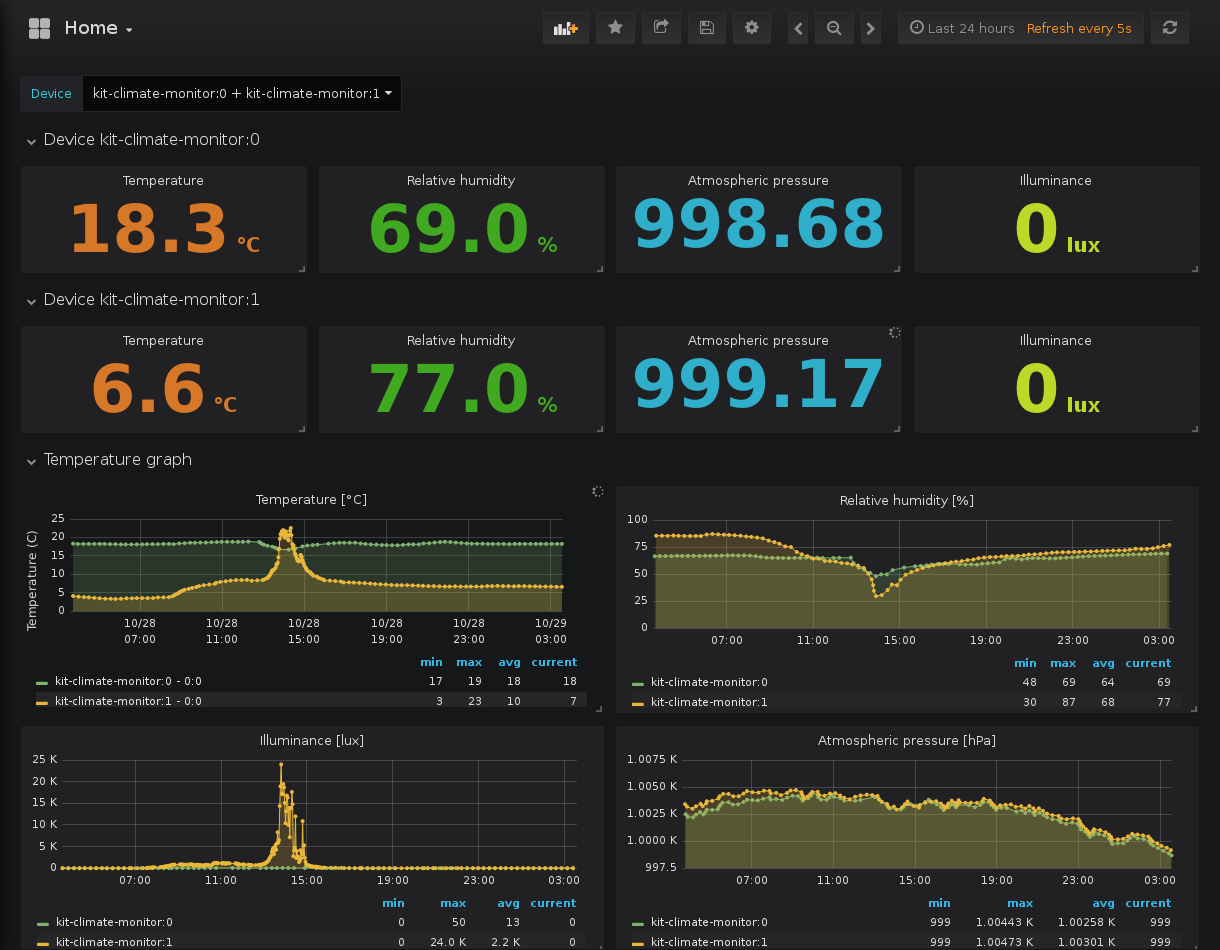 Home
Last 24 hours Refresh every 5s
Device kit-climate-monitor:0 + kit-climate-monitor:1
Device kit-climate-monitor:0
Temperature Relative humidity Atmospheric pressure Illuminance
18.3 °C 69.0 % 998.68 0 lux
Device kit-climate-monitor:1
Temperature Relative humidity Atmospheric pressure Illuminance
6.6 °C 77.0 % 999.17 0 lux
Temperature graph
Temperature [°C]
Temperature (C)
25
20
15
10
5
0
10/28 10/28 10/28 10/28 10/28 10/29
07:00 11:00 15:00 19:00 23:00 03:00
min max avg current
kit-climate-monitor:0 - 0:0 17 19 18 18
kit-climate-monitor:1 - 0:0 3 23 10 7
Relative humidity [%]
100
75
50
25
0
07:00 11:00 15:00 19:00 23:00 03:00
min max avg current
kit-climate-monitor:0 48 69 64 69
kit-climate-monitor:1 30 87 68 77
Illuminance [lux]
25 K
20 K
15 K
10 K
5 K
0
07:00 11:00 15:00 19:00 23:00 03:00
min max avg current
kit-climate-monitor:0 0 50 13 0
kit-climate-monitor:1 0 24.0 K 2.2 K 0
Atmospheric pressure [hPa]
1.0075 K
1.0050 K
1.0025 K
1.0000 K
997.5
07:00 11:00 15:00 19:00 23:00 03:00
min max avg current
kit-climate-monitor:0 999 1.00443 K 1.00258 K 999
kit-climate-monitor:1 999 1.00473 K 1.00301 K 999